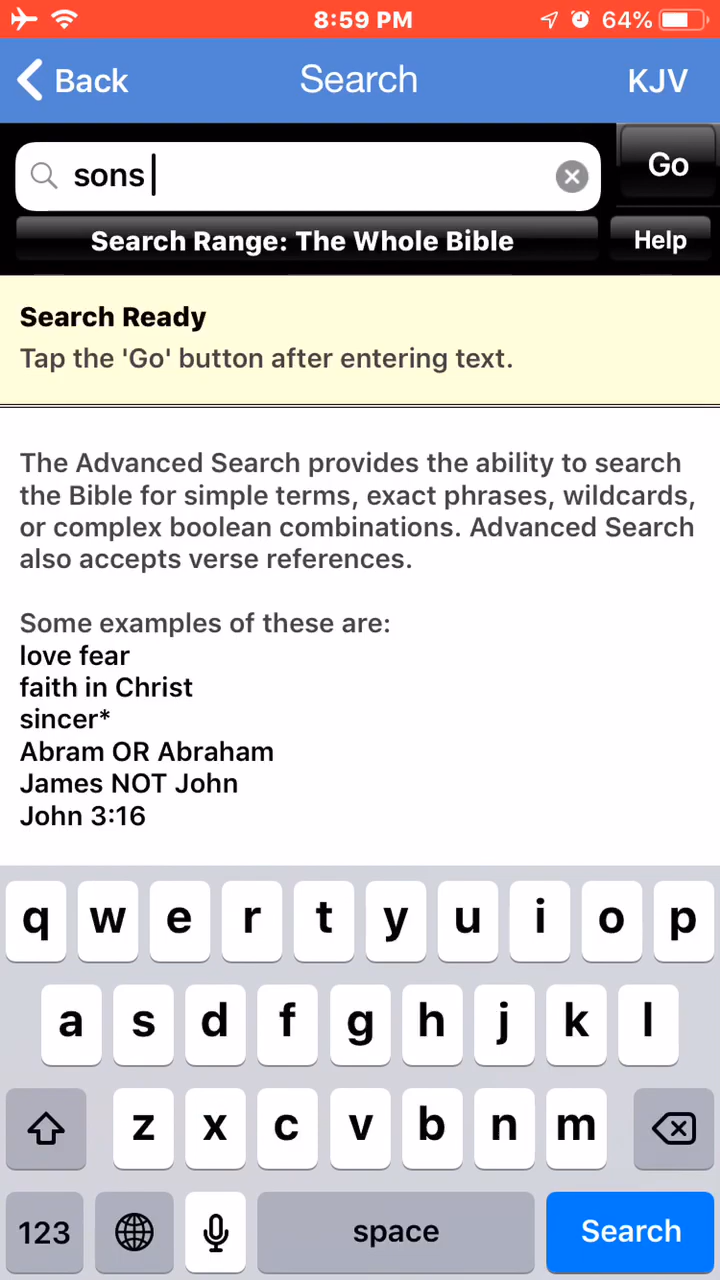 8:59 PM
64%
Back
Search
KJV
sons
Go
Search Range: The Whole Bible
Help
Search Ready
Tap the 'Go' button after entering text.
The Advanced Search provides the ability to search
the Bible for simple terms, exact phrases, wildcards,
or complex boolean combinations. Advanced Search
also accepts verse references.
Some examples of these are:
love fear
faith in Christ
sincer*
Abram OR Abraham
James NOT John
John 3:16
q w e r t y u i o p
a s d f g h j k l
z x c v b n m
123
space
Search